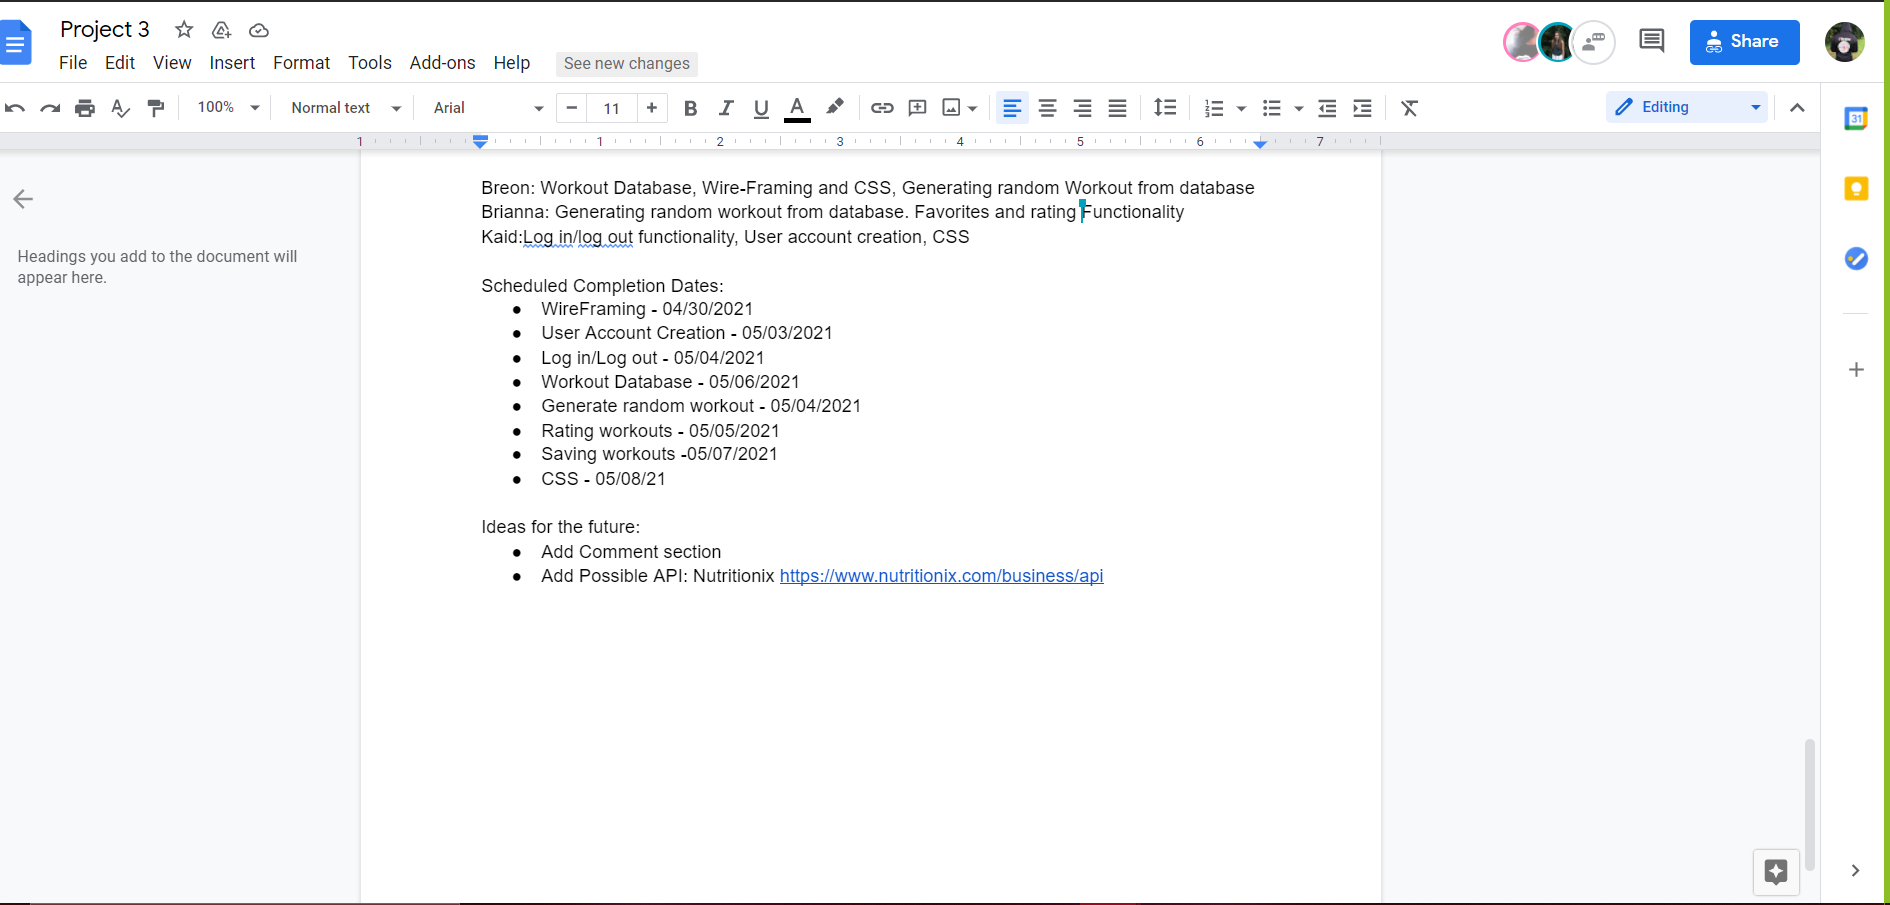 Project 3
File Edit View Insert Format Tools Add-ons Help See new changes
Share
100% Normal text Arial 11 Editing
1 1 2 3 4 5 6 7
31
Headings you add to the document will
appear here.
Breon: Workout Database, Wire-Framing and CSS, Generating random Workout from database
Brianna: Generating random workout from database. Favorites and rating Functionality
Kaid:Log in/log out functionality, User account creation, CSS
Scheduled Completion Dates:
● WireFraming - 04/30/2021
● User Account Creation - 05/03/2021
● Log in/Log out - 05/04/2021
● Workout Database - 05/06/2021
● Generate random workout - 05/04/2021
● Rating workouts - 05/05/2021
● Saving workouts -05/07/2021
● CSS - 05/08/21
Ideas for the future:
● Add Comment section
● Add Possible API: Nutritionix https://www.nutritionix.com/business/api